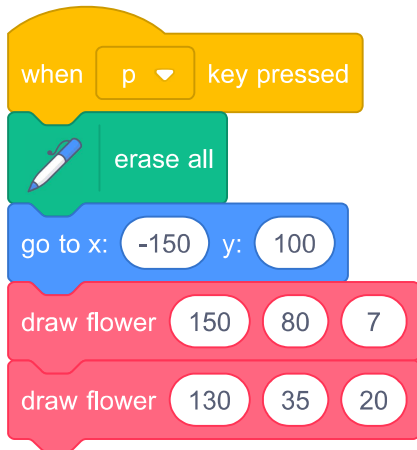 when p key pressed
erase all
go to x: -150 y: 100
draw flower 150 80 7
draw flower 130 35 20